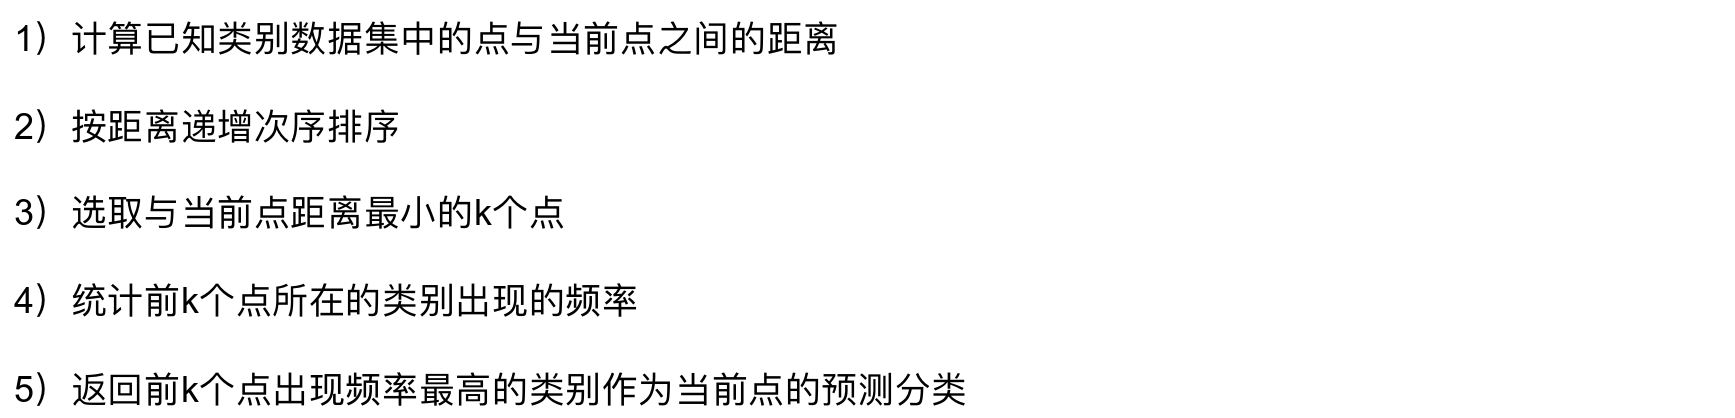 1）计算已知类别数据集中的点与当前点之间的距离
2）按距离递增次序排序
3）选取与当前点距离最小的k个点
4）统计前k个点所在的类别出现的频率
5）返回前k个点出现频率最高的类别作为当前点的预测分类